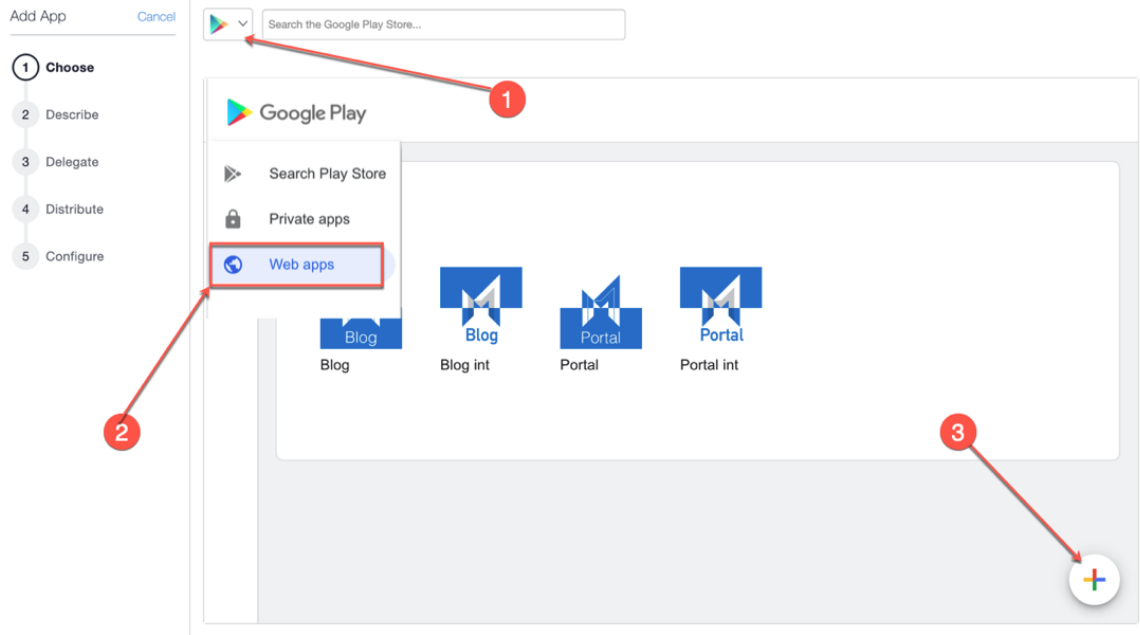 Add App
Cancel
1 Choose
2 Describe
3 Delegate
4 Distribute
5 Configure
Search the Google Play Store...
1
Google Play
Search Play Store
Private apps
Web apps
Blog
Blog
Portal
Portal
Blog
Blog int
Portal
Portal int
2
3